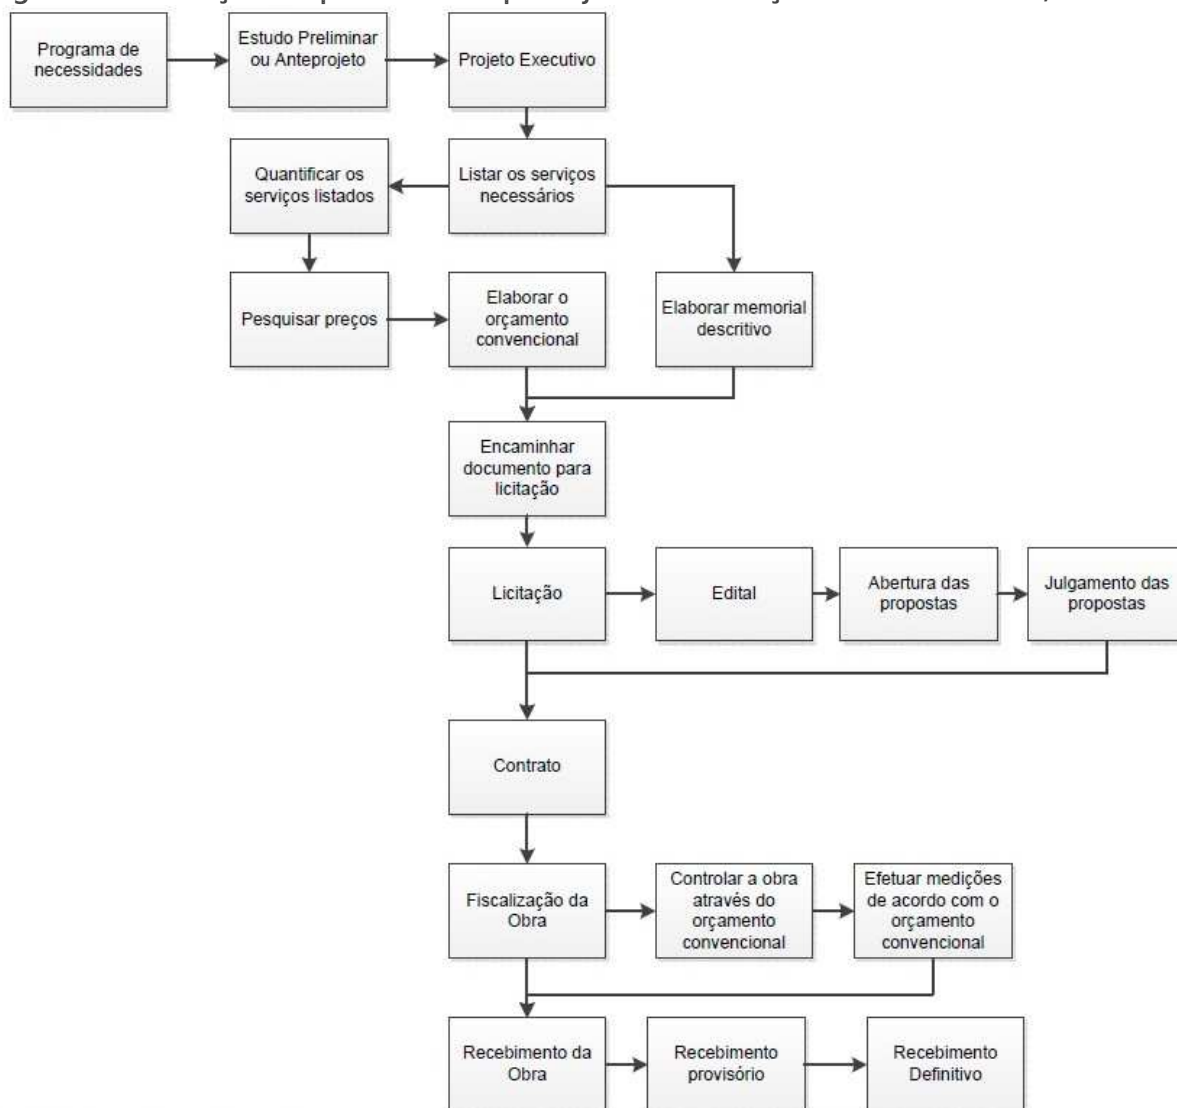 Programa de
necessidades
Estudo Preliminar
ou Anteprojeto
Projeto Executivo
Quantificar os
serviços listados
Listar os serviços
necessários
Pesquisar preços
Elaborar o
orçamento
convencional
Elaborar memorial
descritivo
Encaminhar
documento para
licitação
Licitação
Edital
Abertura das
propostas
Julgamento das
propostas
Contrato
Fiscalização da
Obra
Controlar a obra
através do
orçamento
convencional
Efetuar medições
de acordo com o
orçamento
convencional
Recebimento da
Obra
Recebimento
provisório
Recebimento
Definitivo